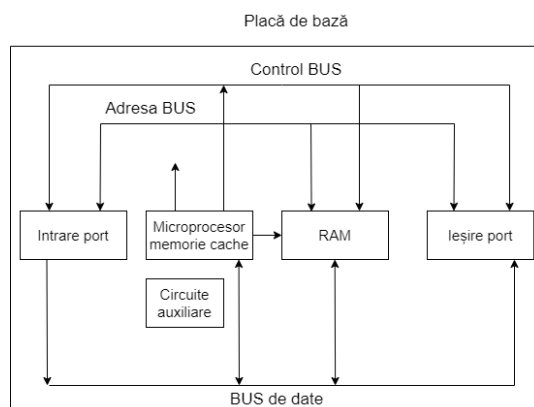 Placă de bază
Control BUS
Adresa BUS
Intrare port
Microprocesor
memorie cache
RAM
Ieșire port
Circuite
auxiliare
BUS de date